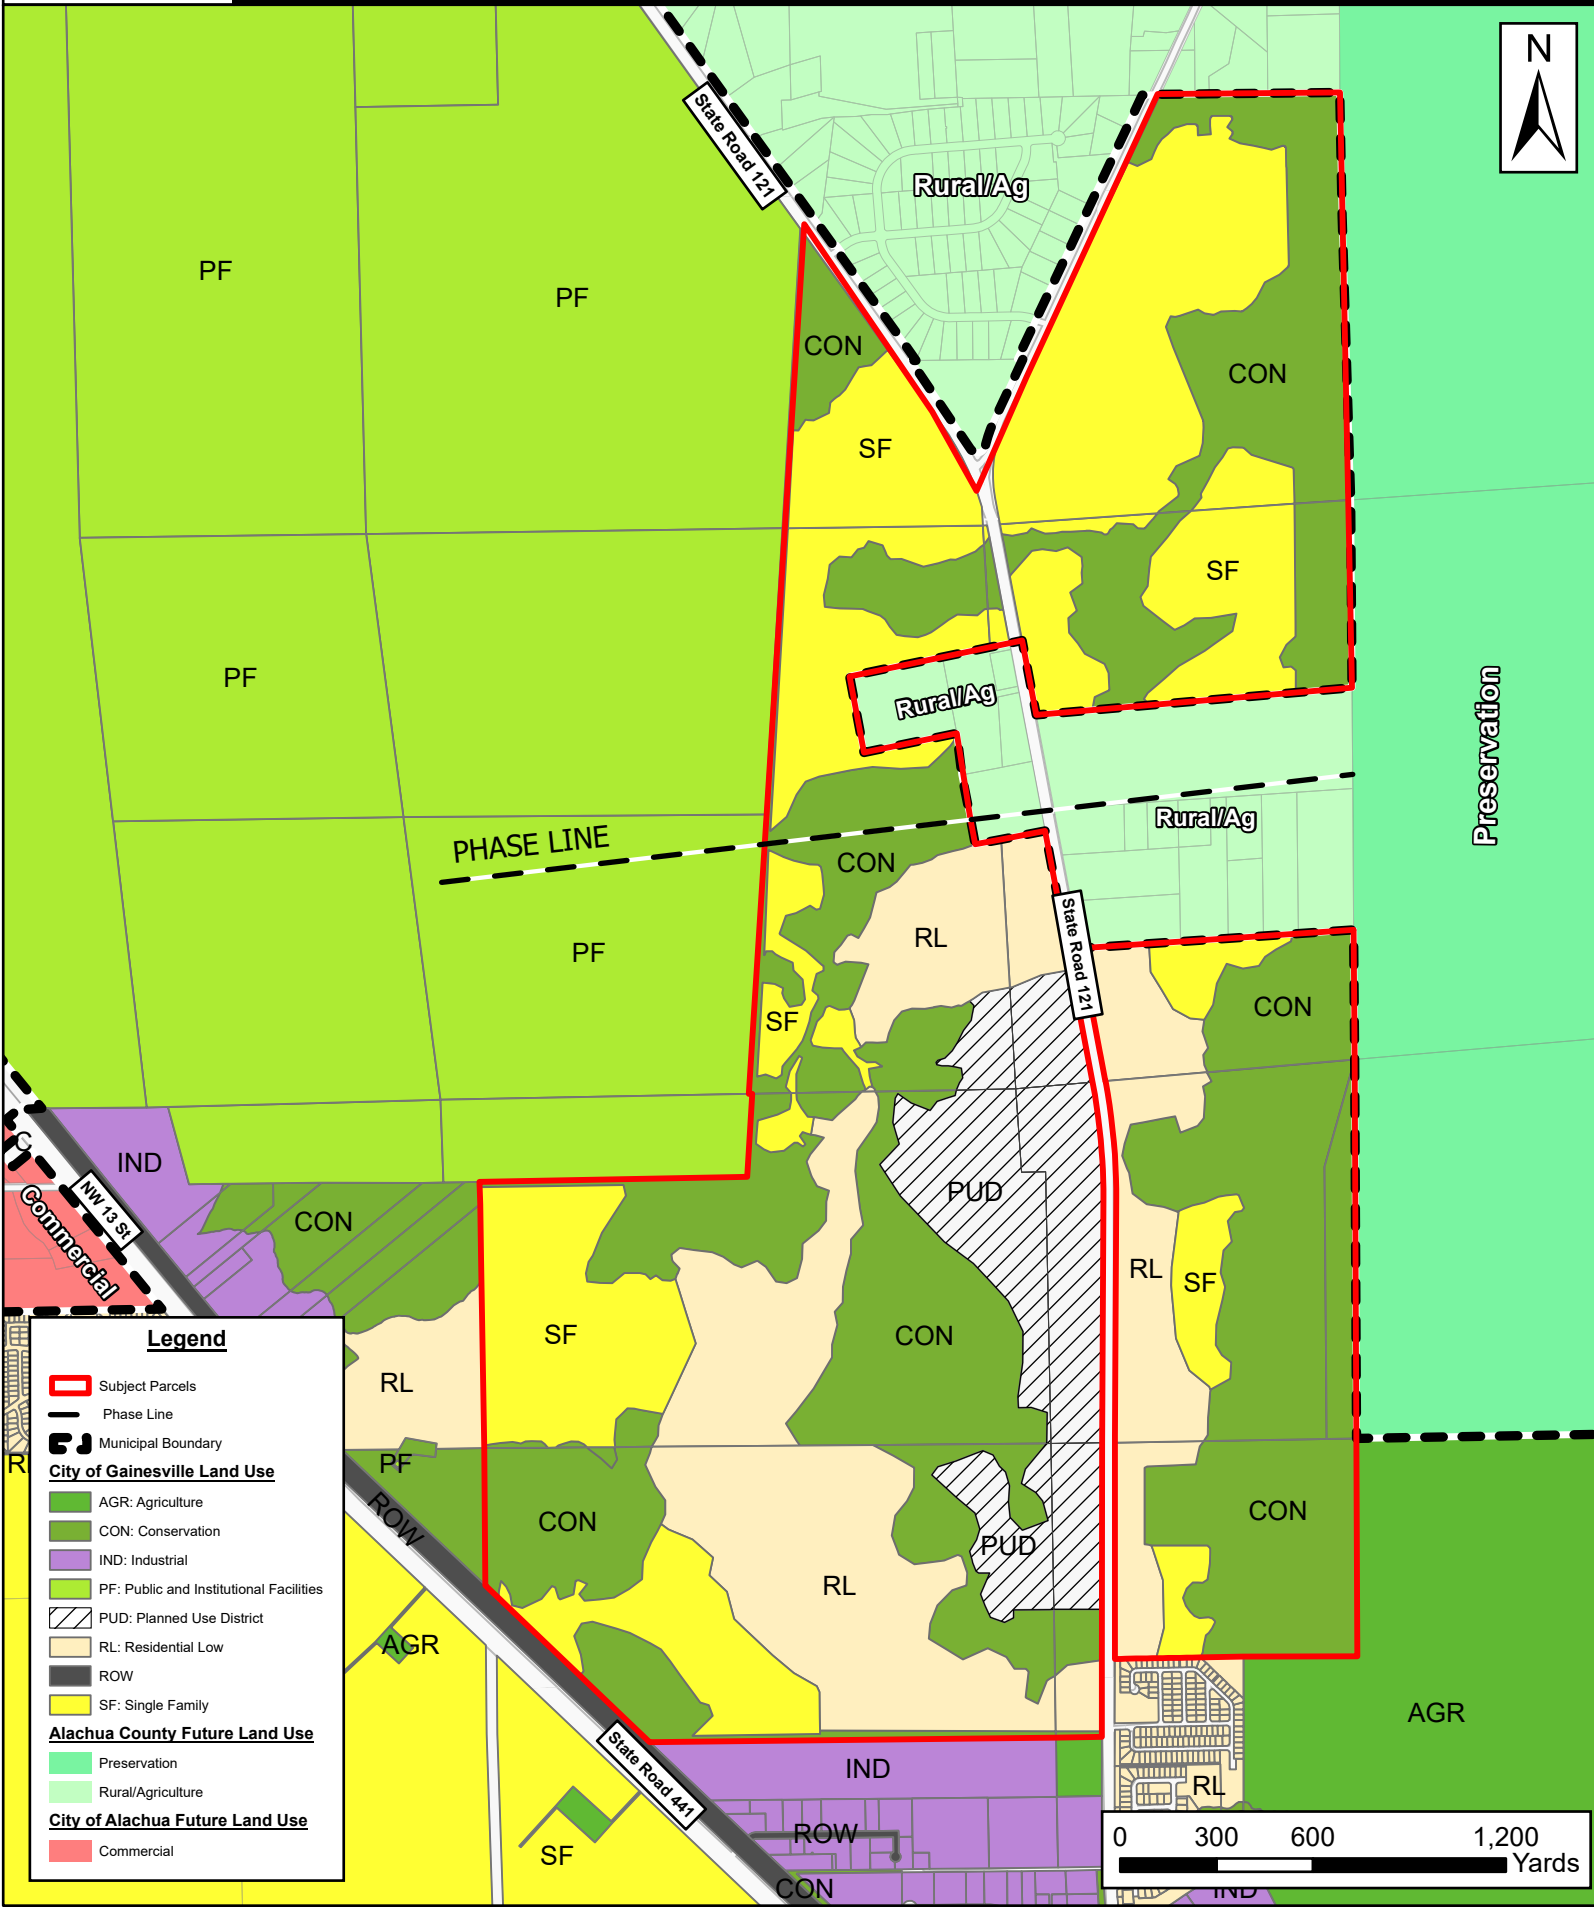 N
State Road 121
Rural/Ag
PF
PF
CON
CON
SF
SF
PF
Rural/Ag
Preservation
Rural/Ag
PHASE LINE
CON
RL
PF
State Road 121
CON
SF
C
IND
NW 13 St
Commercial
CON
PUD
RL
SF
SF
CON
RL
PF
ROW
CON
CON
PUD
RL
AGR
AGR
State Road 441
IND
RL
ROW
SF
CON
IND
R
Legend
Subject Parcels
Phase Line
Municipal Boundary
City of Gainesville Land Use
AGR: Agriculture
CON: Conservation
IND: Industrial
PF: Public and Institutional Facilities
PUD: Planned Use District
RL: Residential Low
ROW
SF: Single Family
Alachua County Future Land Use
Preservation
Rural/Agriculture
City of Alachua Future Land Use
Commercial
0 300 600 1,200
Yards